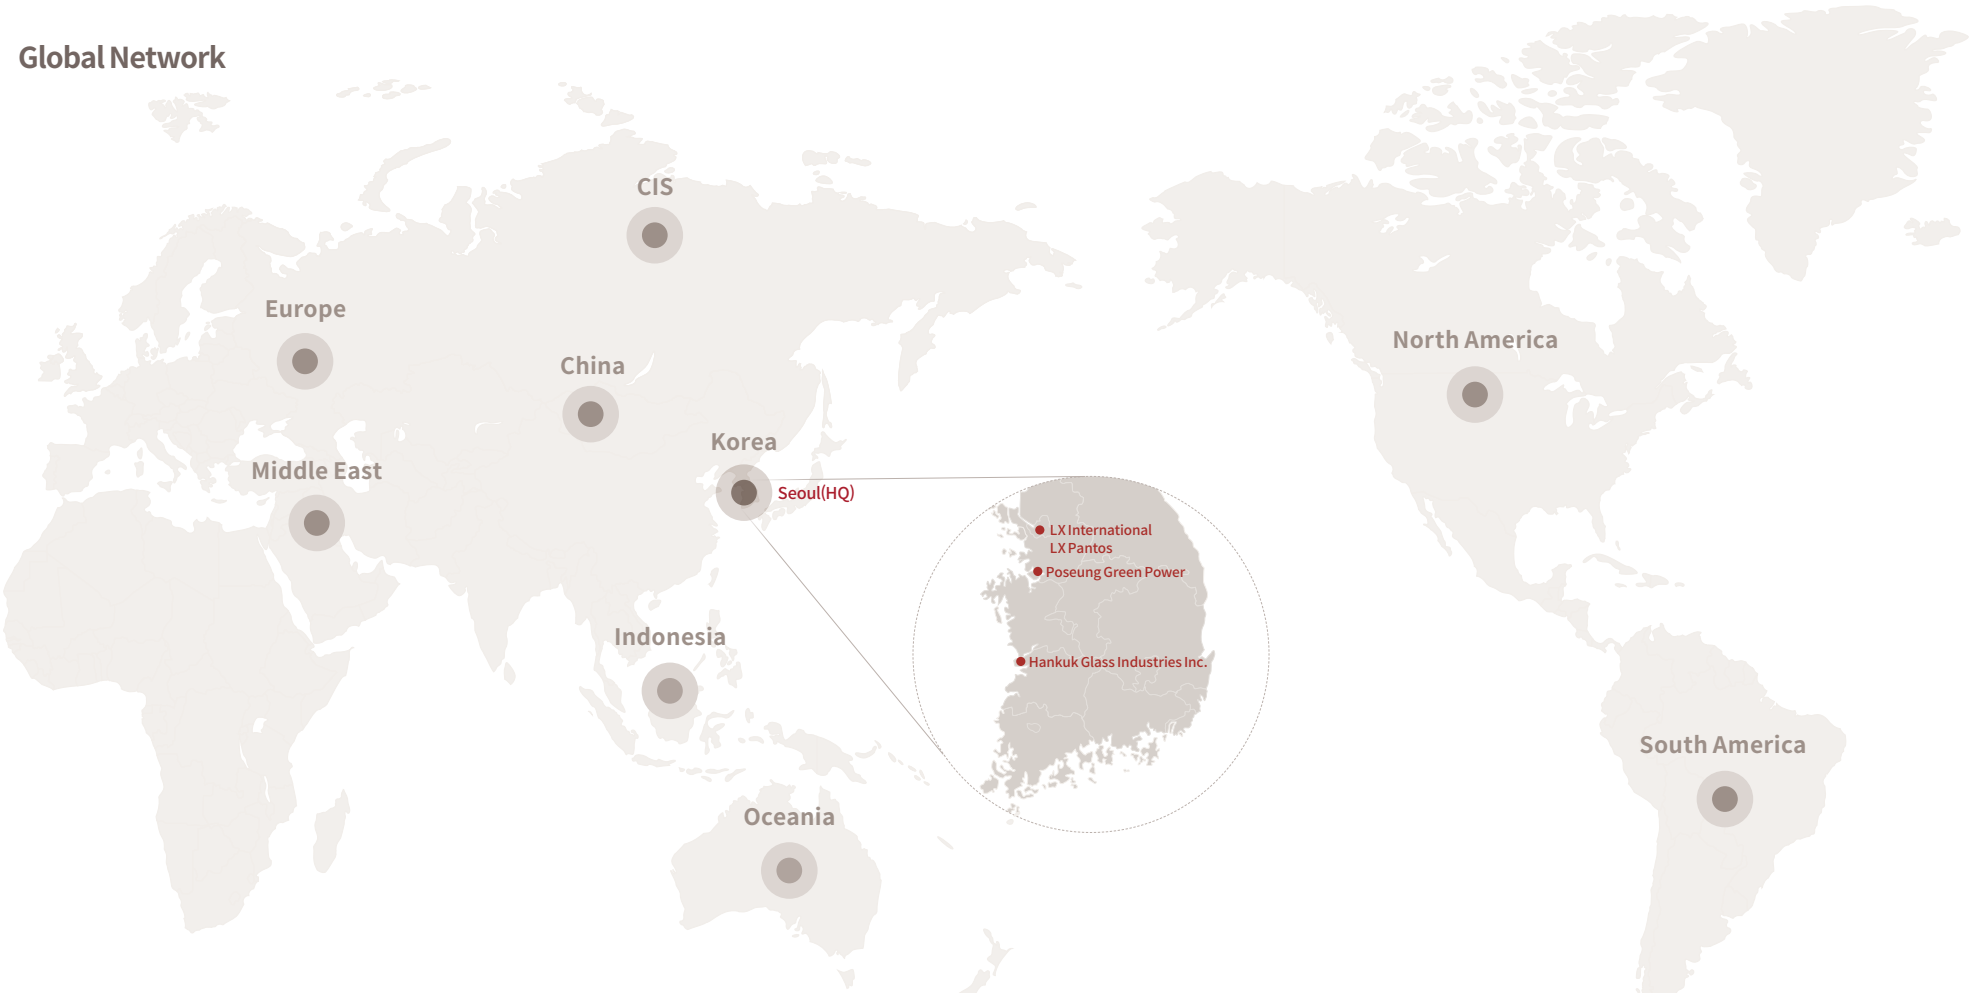 Global Network
CIS
Europe
China
North America
Korea
Middle East
Seoul(HQ)
LX International
LX Pantos
Poseung Green Power
Indonesia
Hankuk Glass Industries Inc.
South America
Oceania